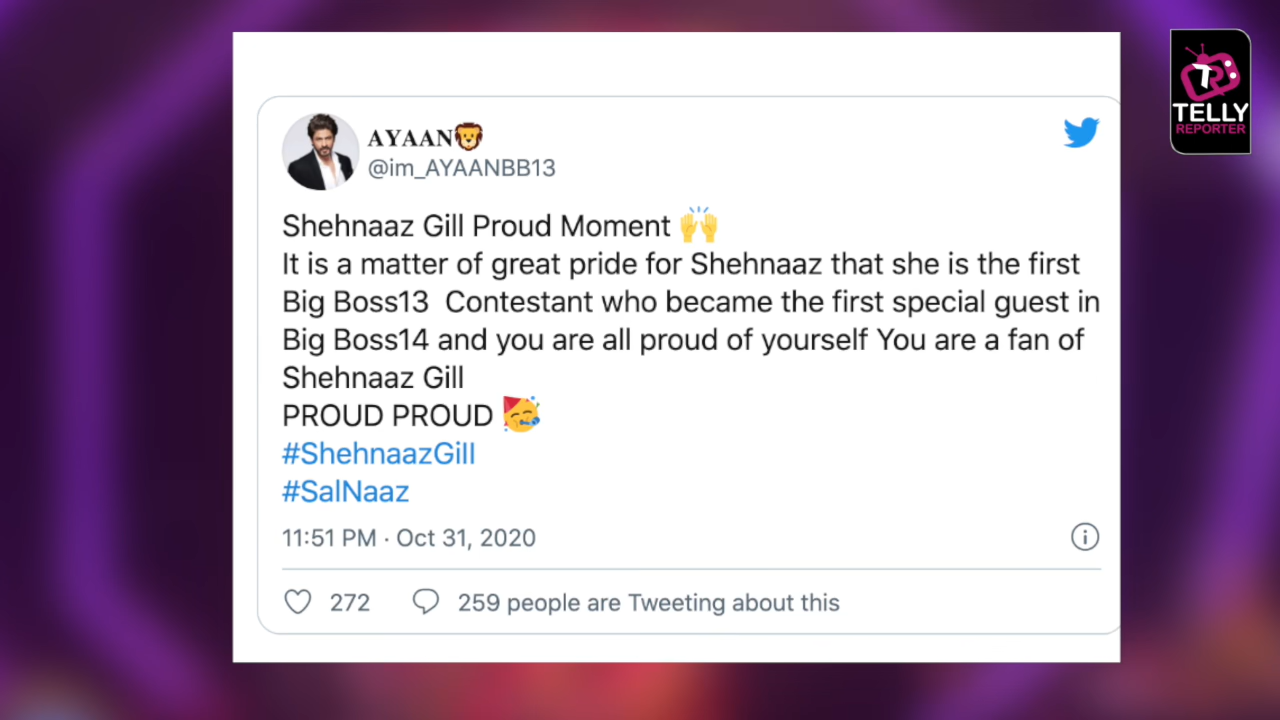 TELLY
REPORTER
AYAAN🦁
@im_AYAANBB13
Shehnaaz Gill Proud Moment 🙌
It is a matter of great pride for Shehnaaz that she is the first
Big Boss13  Contestant who became the first special guest in
Big Boss14 and you are all proud of yourself You are a fan of
Shehnaaz Gill
PROUD PROUD 🥳
#ShehnaazGill
#SalNaaz
11:51 PM · Oct 31, 2020
272
259 people are Tweeting about this